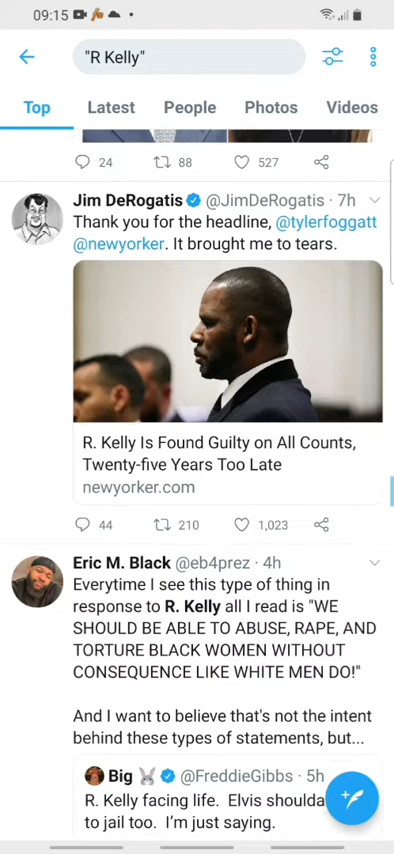 09:15
"R Kelly"
Top Latest People Photos Videos
24 88 527
Jim DeRogatis @JimDeRogatis · 7h
Thank you for the headline, @tylerfoggatt
@newyorker. It brought me to tears.
R. Kelly Is Found Guilty on All Counts,
Twenty-five Years Too Late
newyorker.com
44 210 1,023
Eric M. Black @eb4prez · 4h
Everytime I see this type of thing in
response to R. Kelly all I read is "WE
SHOULD BE ABLE TO ABUSE, RAPE, AND
TORTURE BLACK WOMEN WITHOUT
CONSEQUENCE LIKE WHITE MEN DO!"
And I want to believe that's not the intent
behind these types of statements, but...
Big 🐰 @FreddieGibbs · 5h
R. Kelly facing life. Elvis shoulda
to jail too. I'm just saying.